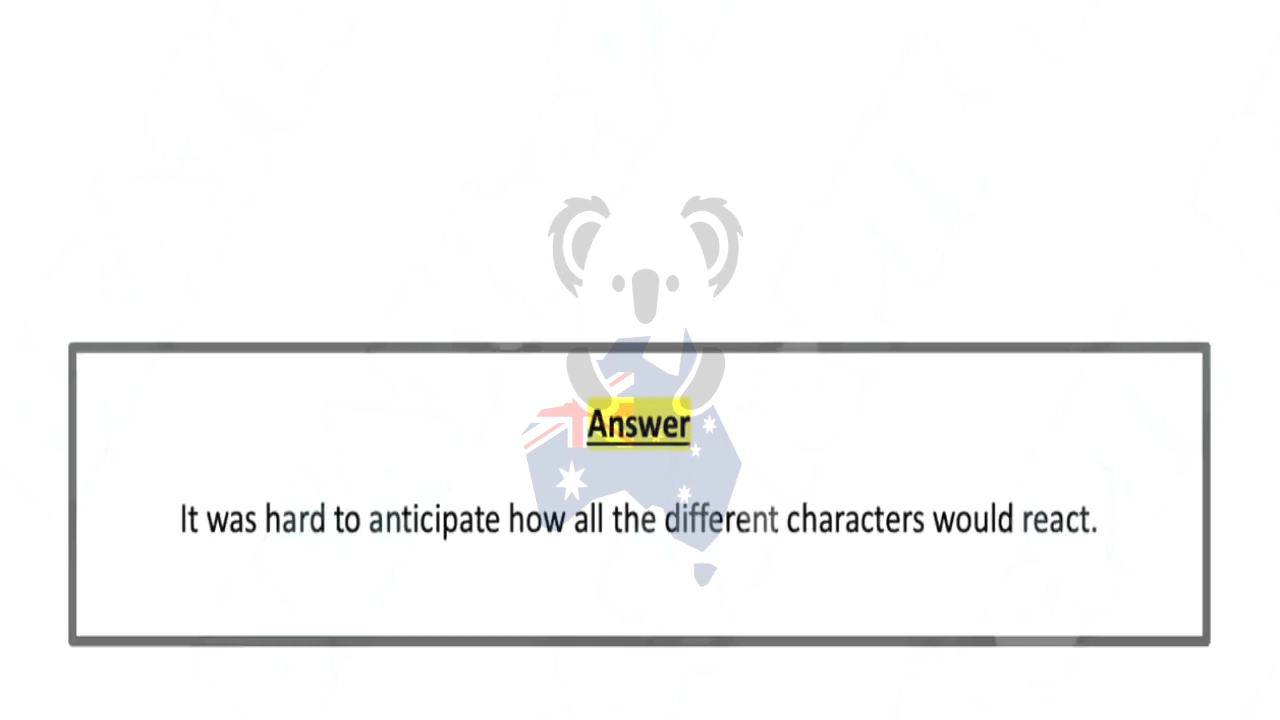 Answer
It was hard to anticipate how all the different characters would react.